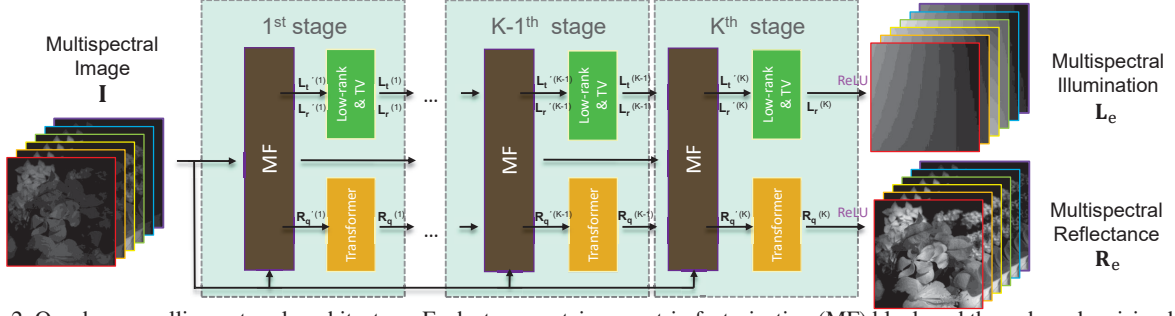 Multispectral
Image
I
1st stage
K-1th stage
Kth stage
MF
Low-rank
& TV
Transformer
Lt´(1)
Lr´(1)
Lt(1)
Lr(1)
Rq´(1)
Rq(1)
...
...
MF
Low-rank
& TV
Transformer
Lt´(K-1)
Lr´(K-1)
Lt(K-1)
Lr(K-1)
Rq´(K-1)
Rq(K-1)
MF
Low-rank
& TV
Transformer
Lt´(K)
Lr´(K)
Lr(K)
Rq´(K)
Rq(K)
ReLU
ReLU
Multispectral
Illumination
Le
Multispectral
Reflectance
Re